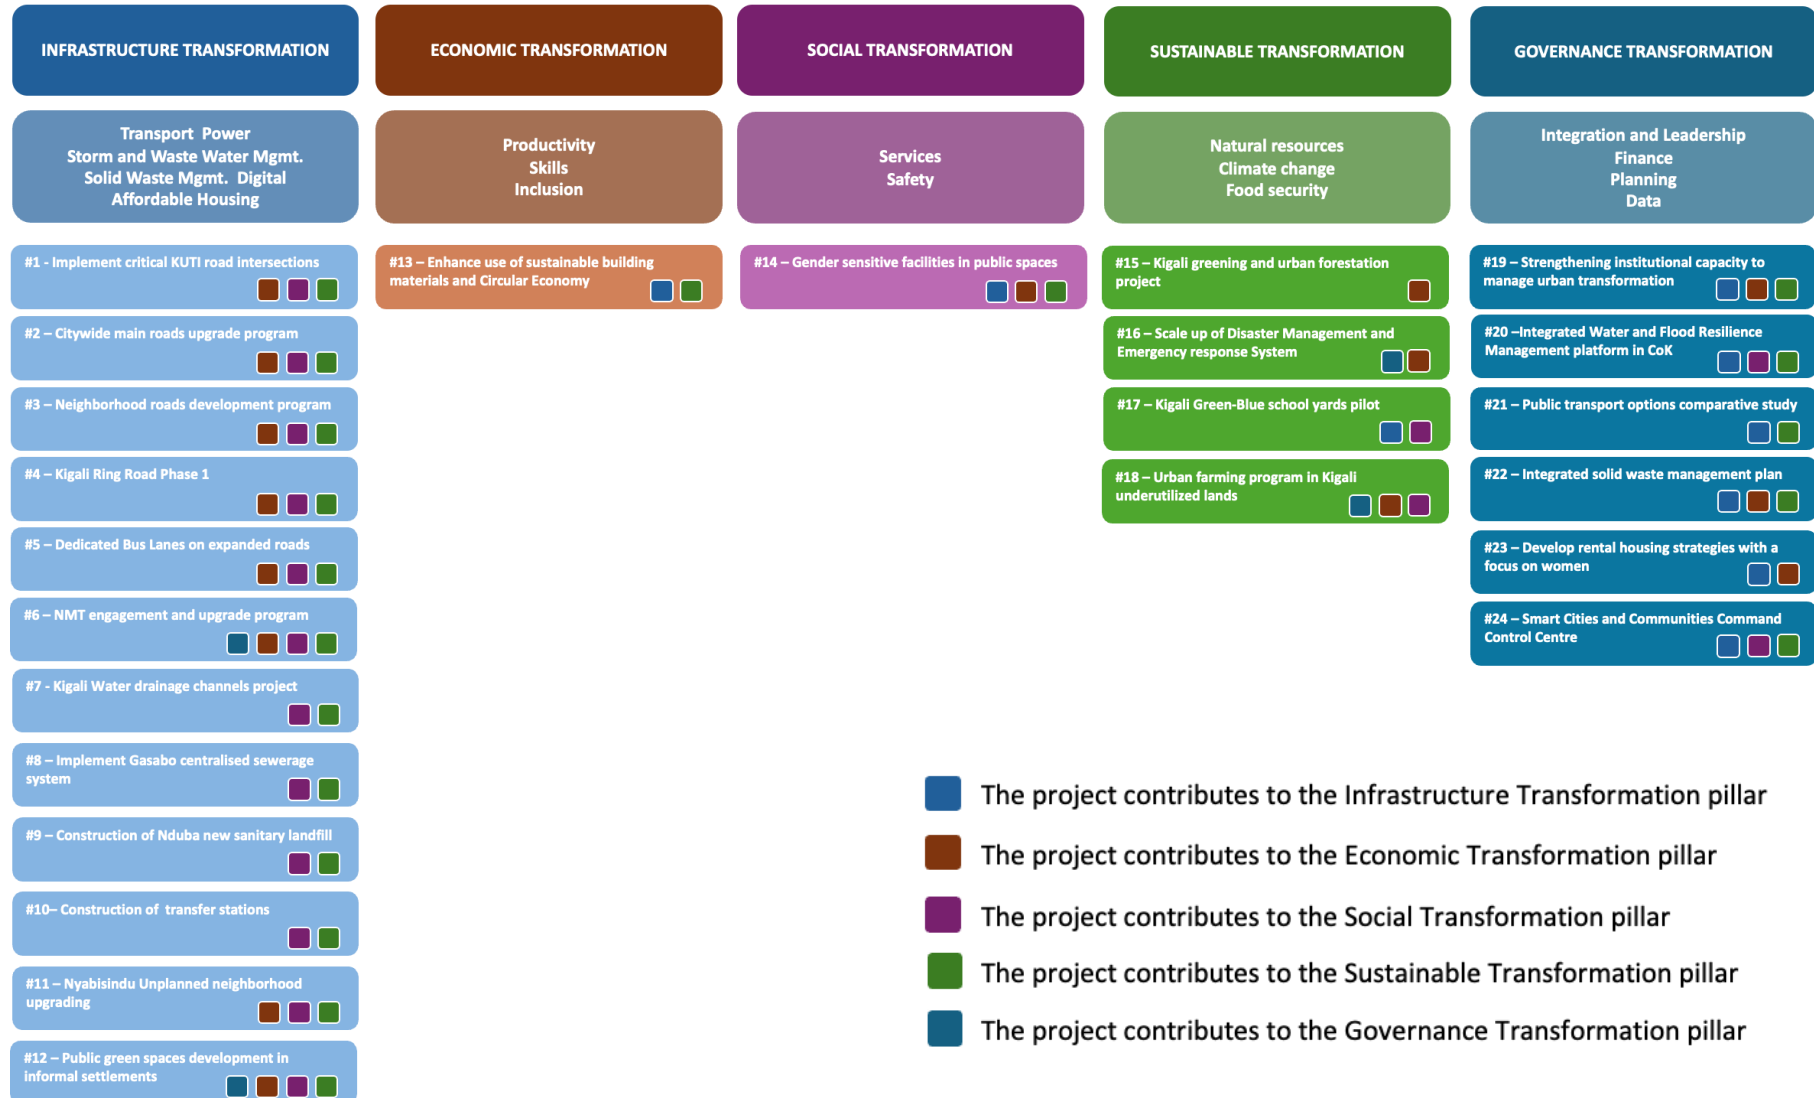 INFRASTRUCTURE TRANSFORMATION
Transport  Power
Storm and Waste Water Mgmt.
Solid Waste Mgmt.  Digital
Affordable Housing
#1 - Implement critical KUTI road intersections
#2 – Citywide main roads upgrade program
#3 – Neighborhood roads development program
#4 – Kigali Ring Road Phase 1
#5 – Dedicated Bus Lanes on expanded roads
#6 – NMT engagement and upgrade program
#7 - Kigali Water drainage channels project
#8 – Implement Gasabo centralised sewerage
system
#9 – Construction of Nduba new sanitary landfill
#10– Construction of  transfer stations
#11 – Nyabisindu Unplanned neighborhood
upgrading
#12 – Public green spaces development in
informal settlements
ECONOMIC TRANSFORMATION
Productivity
Skills
Inclusion
#13 – Enhance use of sustainable building
materials and Circular Economy
SOCIAL TRANSFORMATION
Services
Safety
#14 – Gender sensitive facilities in public spaces
SUSTAINABLE TRANSFORMATION
Natural resources
Climate change
Food security
#15 – Kigali greening and urban forestation
project
#16 – Scale up of Disaster Management and
Emergency response System
#17 – Kigali Green-Blue school yards pilot
#18 – Urban farming program in Kigali
underutilized lands
GOVERNANCE TRANSFORMATION
Integration and Leadership
Finance
Planning
Data
#19 – Strengthening institutional capacity to
manage urban transformation
#20 –Integrated Water and Flood Resilience
Management platform in CoK
#21 – Public transport options comparative study
#22 – Integrated solid waste management plan
#23 – Develop rental housing strategies with a
focus on women
#24 – Smart Cities and Communities Command
Control Centre
The project contributes to the Infrastructure Transformation pillar
The project contributes to the Economic Transformation pillar
The project contributes to the Social Transformation pillar
The project contributes to the Sustainable Transformation pillar
The project contributes to the Governance Transformation pillar